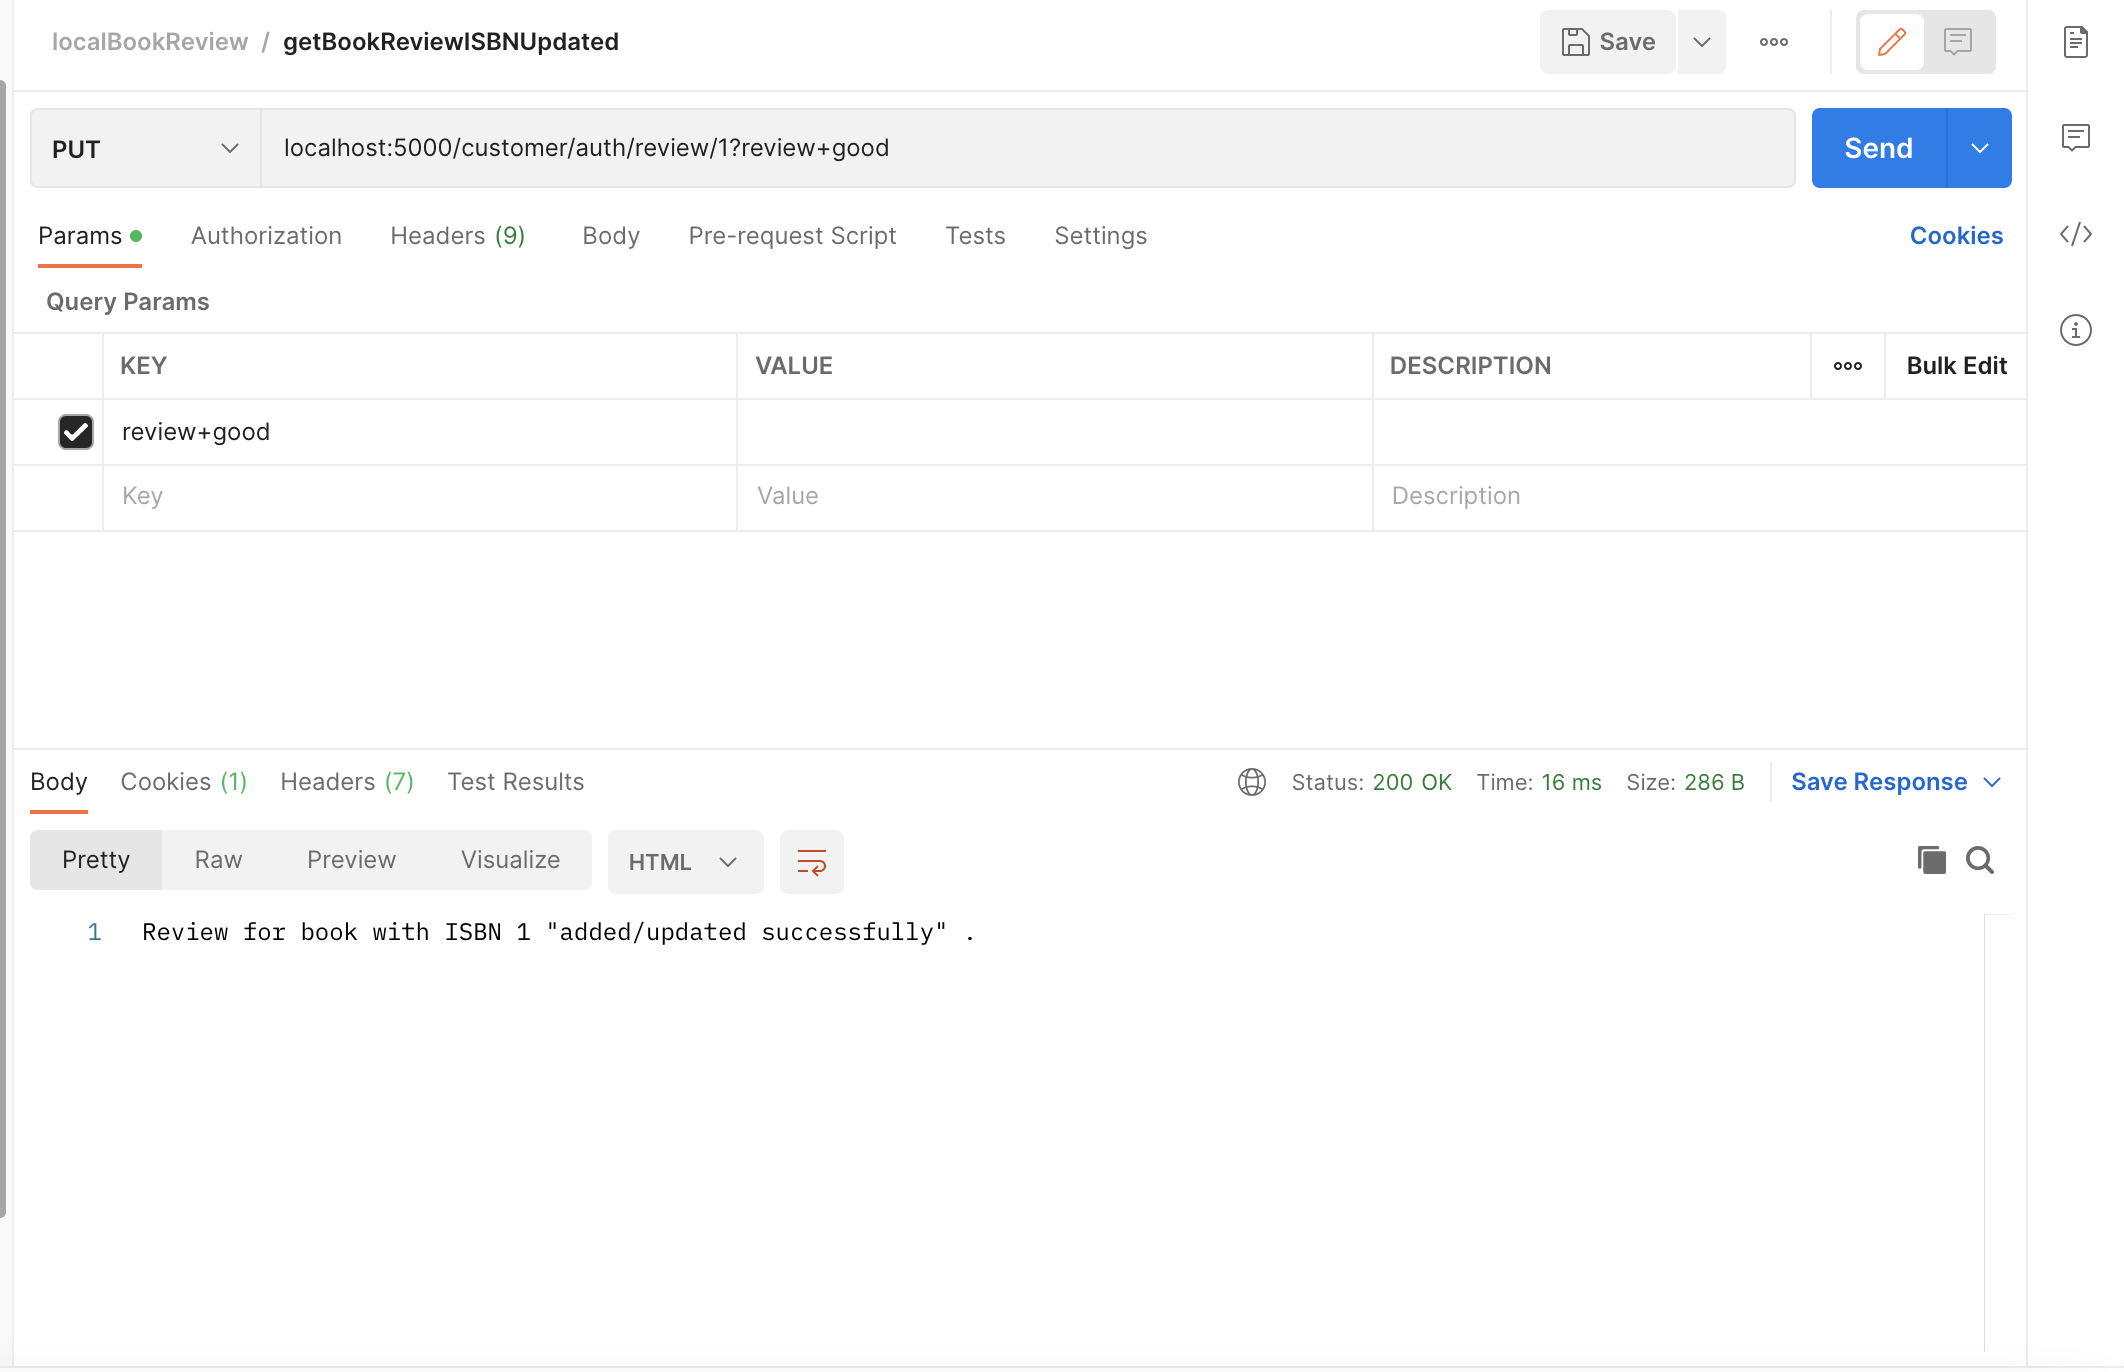 localBookReview / getBookReviewISBNUpdated
Save
PUT
localhost:5000/customer/auth/review/1?review+good
Send
Params
Authorization
Headers (9)
Body
Pre-request Script
Tests
Settings
Cookies
Query Params
KEY
VALUE
DESCRIPTION
Bulk Edit
review+good
Key
Value
Description
Body
Cookies (1)
Headers (7)
Test Results
Status: 200 OK
Time: 16 ms
Size: 286 B
Save Response
Pretty
Raw
Preview
Visualize
HTML
1
Review for book with ISBN 1 "added/updated successfully" .